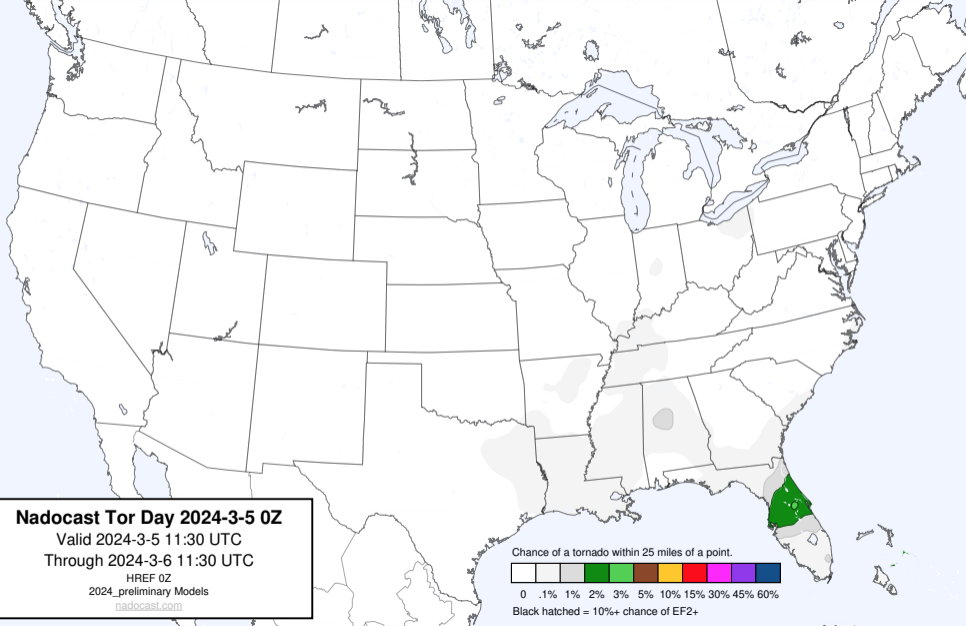 Nadocast Tor Day 2024-3-5 0Z
Valid 2024-3-5 11:30 UTC
Through 2024-3-6 11:30 UTC
HREF 0Z
2024_preliminary Models
nadocast.com
Chance of a tornado within 25 miles of a point.
0 .1% 1% 2% 3% 5% 10% 15% 30% 45% 60%
Black hatched = 10%+ chance of EF2+